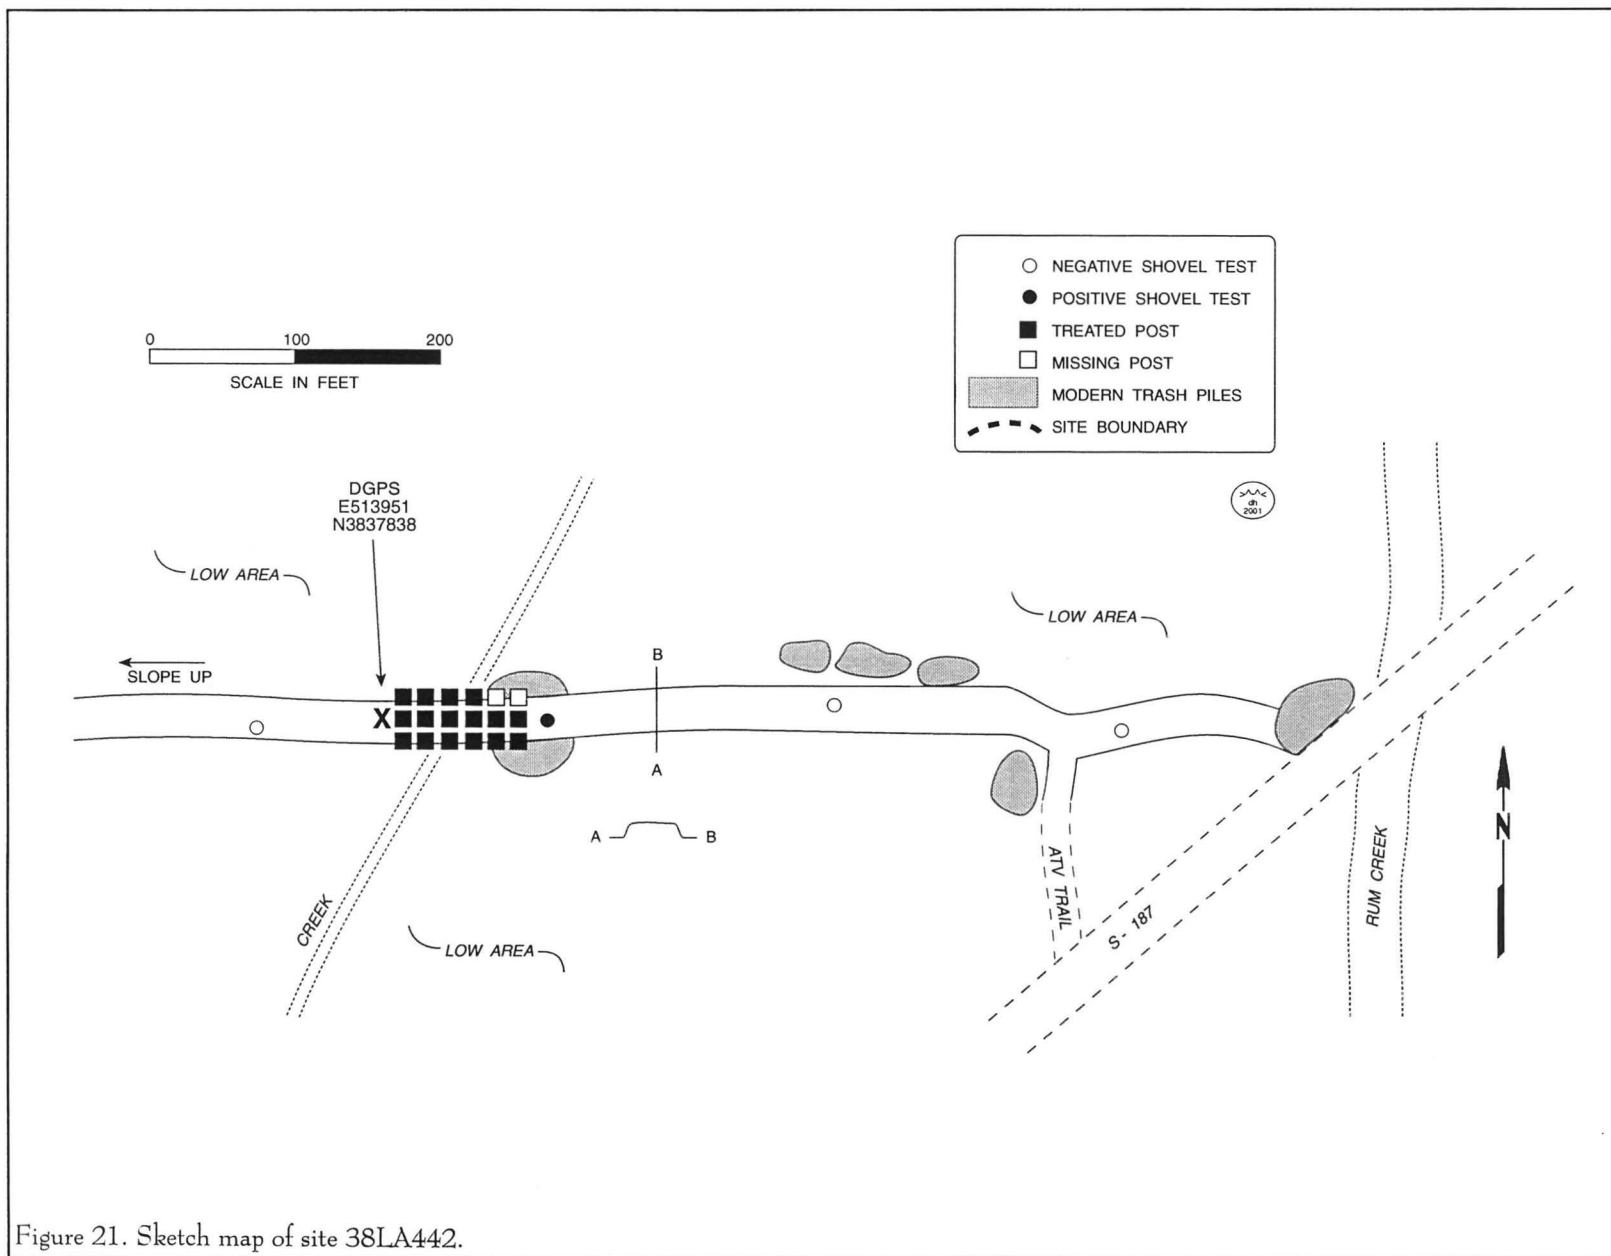 NEGATIVE SHOVEL TEST
POSITIVE SHOVEL TEST
TREATED POST
MISSING POST
MODERN TRASH PILES
SITE BOUNDARY
0 100 200
SCALE IN FEET
dh
2001
DGPS
E513951
N3837838
LOW AREA
LOW AREA
SLOPE UP
B
X
A
A B
ATV TRAIL
S-187
RUM CREEK
N
CREEK
LOW AREA
Figure 21. Sketch map of site 38LA442.